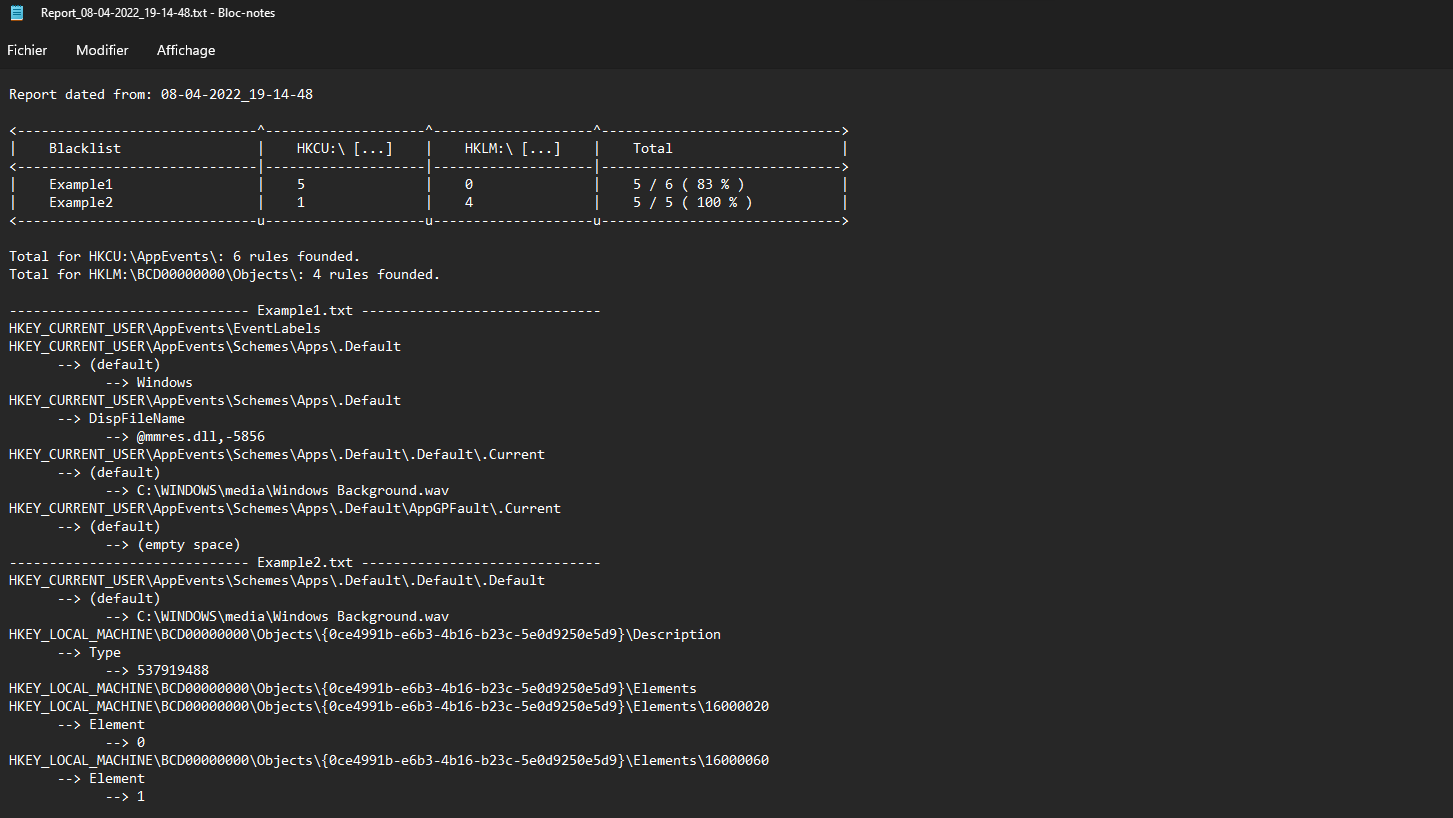 Report_08-04-2022_19-14-48.txt - Bloc-notes
Fichier Modifier Affichage
Report dated from: 08-04-2022_19-14-48
<------------------------------^--------------------^--------------------^------------------------------>
|    Blacklist                 |    HKCU:\ [...]    |    HKLM:\ [...]    |    Total                     |
<------------------------------|--------------------|--------------------|------------------------------>
|    Example1                  |    5               |    0               |    5 / 6 ( 83 % )            |
|    Example2                  |    1               |    4               |    5 / 5 ( 100 % )           |
<------------------------------u--------------------u--------------------u------------------------------>
Total for HKCU:\AppEvents\: 6 rules founded.
Total for HKLM:\BCD00000000\Objects\: 4 rules founded.
------------------------------ Example1.txt ------------------------------
HKEY_CURRENT_USER\AppEvents\EventLabels
HKEY_CURRENT_USER\AppEvents\Schemes\Apps\.Default
      --> (default)
            --> Windows
HKEY_CURRENT_USER\AppEvents\Schemes\Apps\.Default
      --> DispFileName
            --> @mmres.dll,-5856
HKEY_CURRENT_USER\AppEvents\Schemes\Apps\.Default\.Default\.Current
      --> (default)
            --> C:\WINDOWS\media\Windows Background.wav
HKEY_CURRENT_USER\AppEvents\Schemes\Apps\.Default\AppGPFault\.Current
      --> (default)
            --> (empty space)
------------------------------ Example2.txt ------------------------------
HKEY_CURRENT_USER\AppEvents\Schemes\Apps\.Default\.Default\.Default
      --> (default)
            --> C:\WINDOWS\media\Windows Background.wav
HKEY_LOCAL_MACHINE\BCD00000000\Objects\{0ce4991b-e6b3-4b16-b23c-5e0d9250e5d9}\Description
      --> Type
            --> 537919488
HKEY_LOCAL_MACHINE\BCD00000000\Objects\{0ce4991b-e6b3-4b16-b23c-5e0d9250e5d9}\Elements
HKEY_LOCAL_MACHINE\BCD00000000\Objects\{0ce4991b-e6b3-4b16-b23c-5e0d9250e5d9}\Elements\16000020
      --> Element
            --> 0
HKEY_LOCAL_MACHINE\BCD00000000\Objects\{0ce4991b-e6b3-4b16-b23c-5e0d9250e5d9}\Elements\16000060
      --> Element
            --> 1